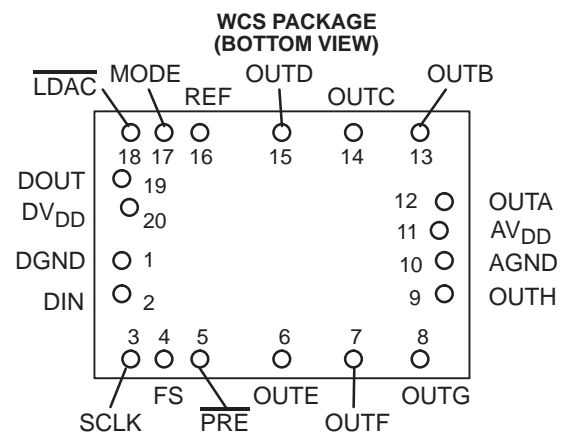 WCS PACKAGE
(BOTTOM VIEW)
LDAC MODE OUTD OUTB
REF OUTC
18 17 16 15 14 13
DOUT 19
DVDD 20
12 OUTA
11 AVDD
DGND 1
10 AGND
DIN 2
9 OUTH
3 4 5 6 7 8
FS OUTE OUTG
SCLK PRE OUTF